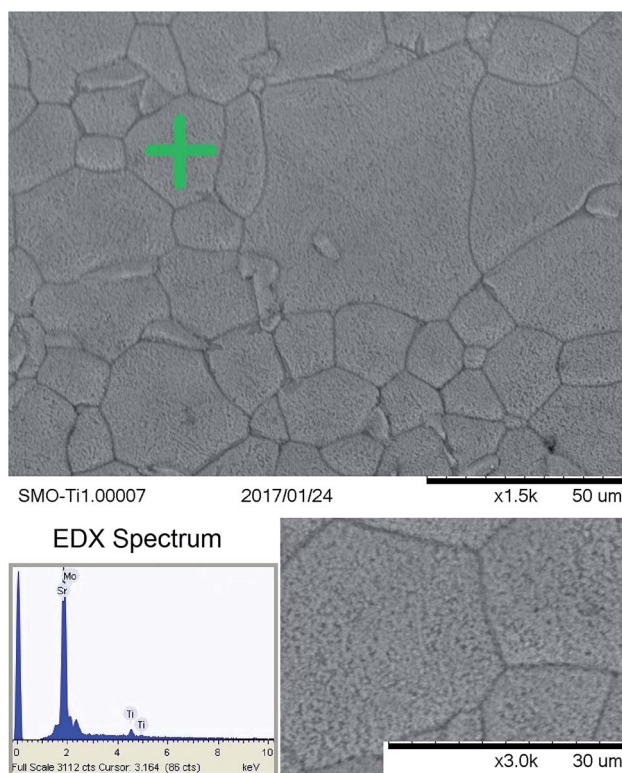 SMO-Ti1.00007 2017/01/24 x1.5k 50 um
EDX Spectrum
Mo
Sr
Ti
Ti
0 2 4 6 8 10
Full Scale 3112 cts Cursor: 3.164 (86 cts) keV
x3.0k 30 um